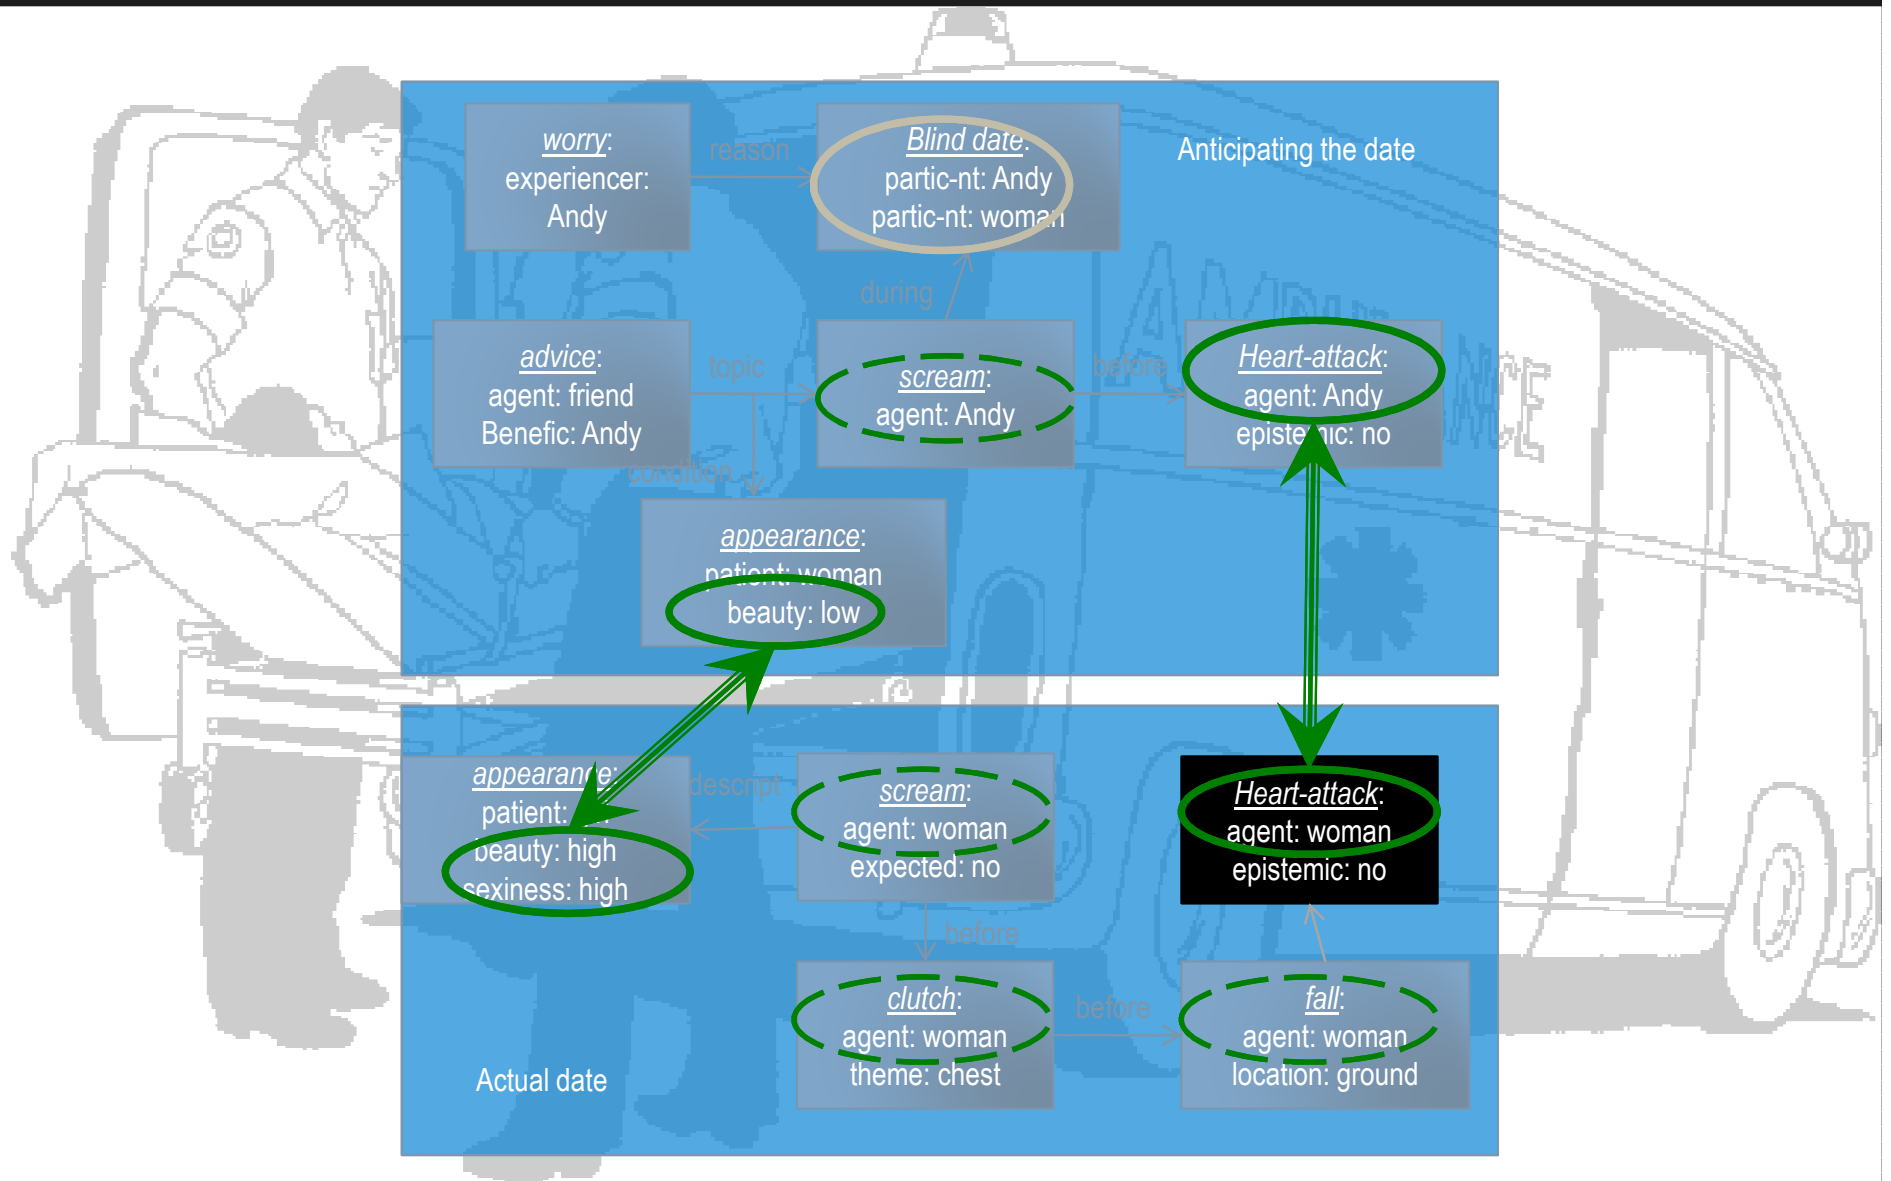 worry:
experiencer:
Andy
reason
Blind date:
partic-nt: Andy
partic-nt: woman
Anticipating the date
during
advice:
agent: friend
Benefic: Andy
topic
scream:
agent: Andy
before
Heart-attack:
agent: Andy
epistemic: no
condition
appearance:
patient: woman
beauty: low
appearance:
patient:
beauty: high
sexiness: high
descript
scream:
agent: woman
expected: no
Heart-attack:
agent: woman
epistemic: no
before
clutch:
agent: woman
theme: chest
before
fall:
agent: woman
location: ground
Actual date